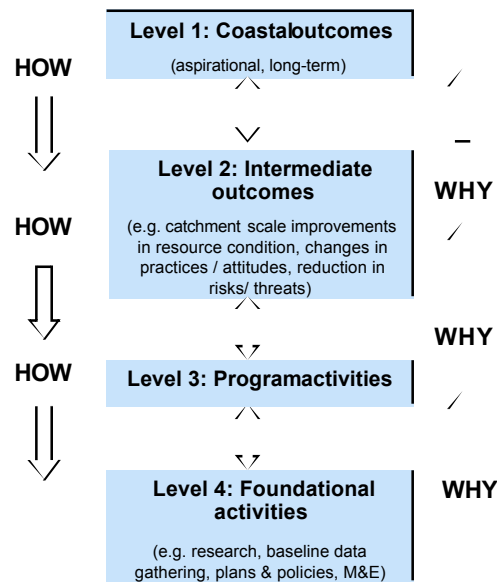 Level 1: Coastaloutcomes
(aspirational, long-term)
HOW
Level 2: Intermediate
outcomes
(e.g. catchment scale improvements
in resource condition, changes in
practices / attitudes, reduction in
risks/ threats)
WHY
HOW
WHY
Level 3: Programactivities
HOW
Level 4: Foundational
activities
(e.g. research, baseline data
gathering, plans & policies, M&E)
WHY